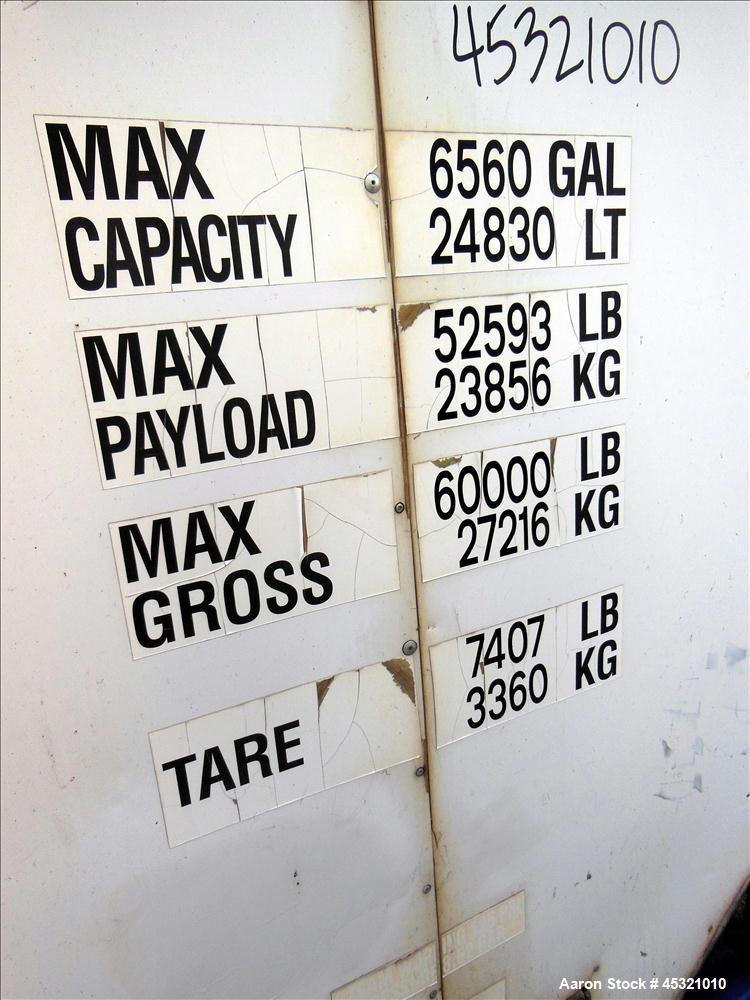 45321010
MAX CAPACITY
6560 GAL
24830 LT
MAX PAYLOAD
52593 LB
23856 KG
MAX GROSS
60000 LB
27216 KG
TARE
7407 LB
3360 KG
Aaron Stock # 45321010